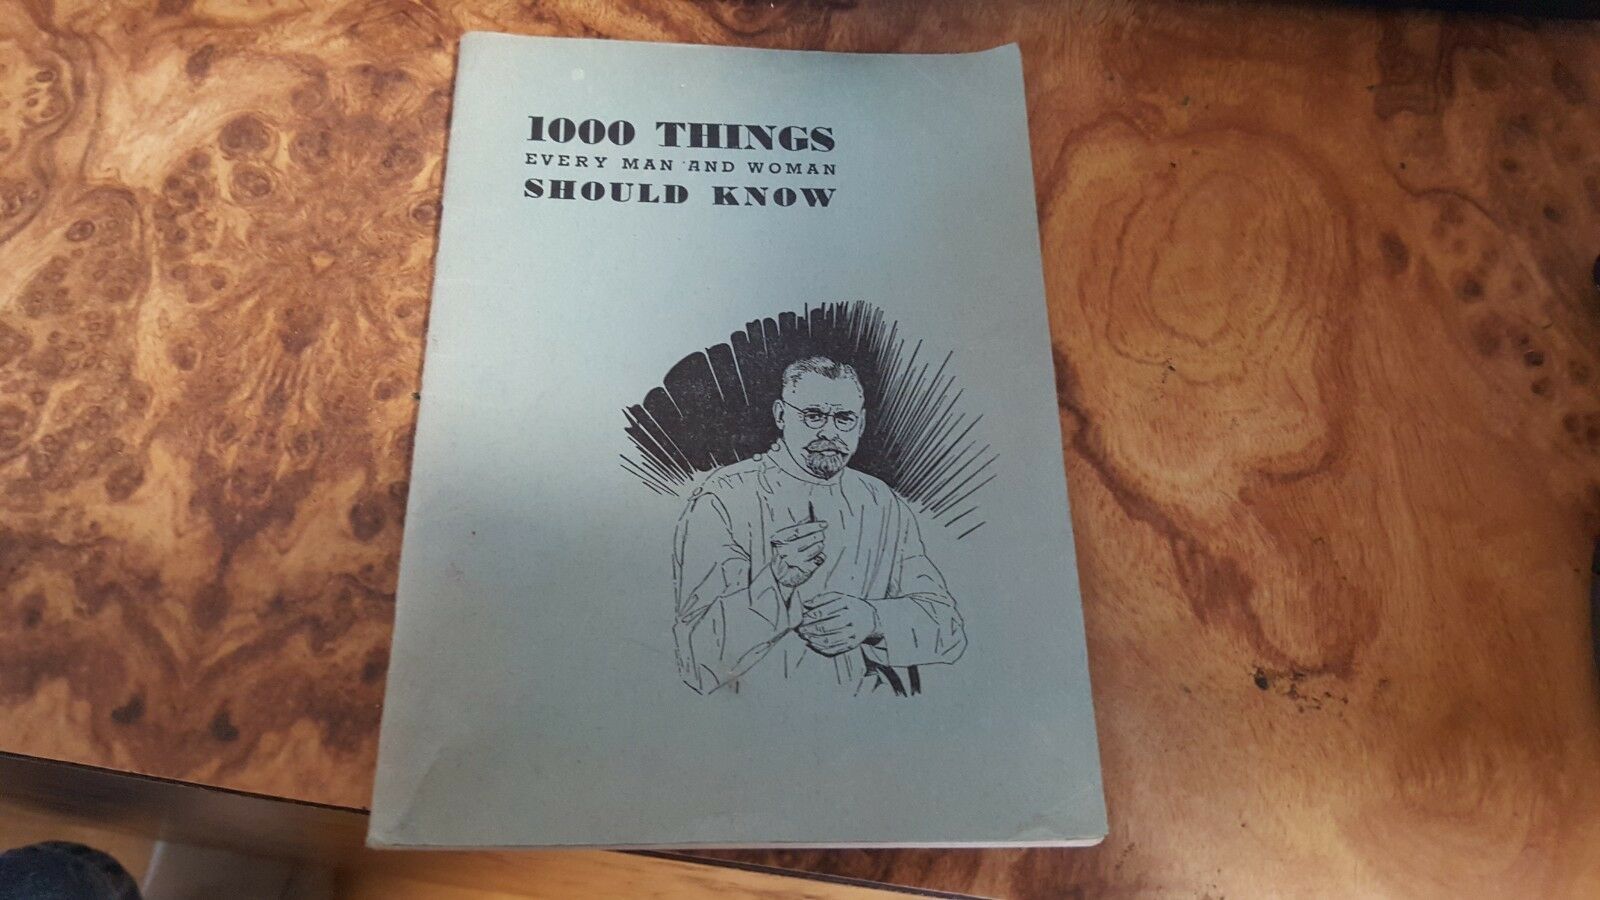 1000 THINGS
EVERY MAN AND WOMAN
SHOULD KNOW